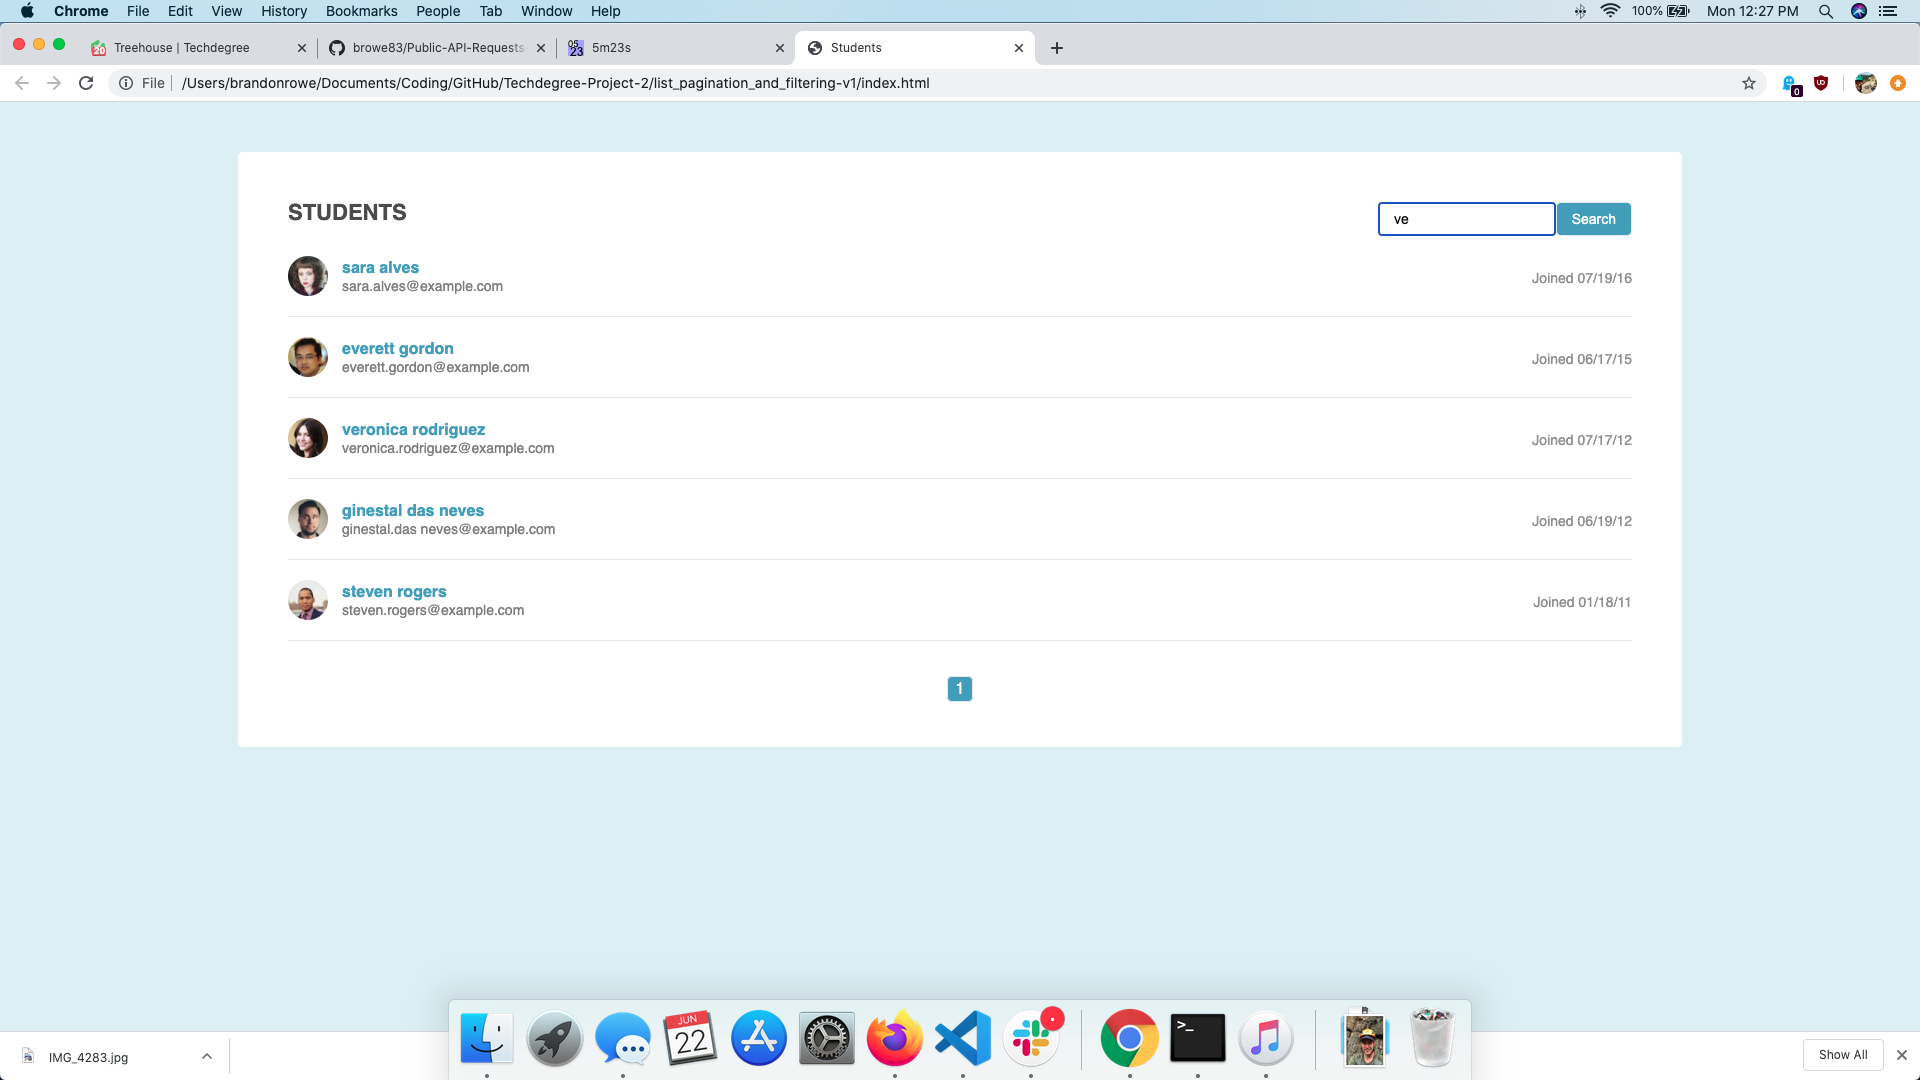 Chrome File Edit View History Bookmarks People Tab Window Help 100% Mon 12:27 PM
20 Treehouse | Techdegree browe83/Public-API-Requests 05 23 5m23s Students
File /Users/brandonrowe/Documents/Coding/GitHub/Techdegree-Project-2/list_pagination_and_filtering-v1/index.html 0
STUDENTS ve Search
sara alves
sara.alves@example.com Joined 07/19/16
everett gordon
everett.gordon@example.com Joined 06/17/15
veronica rodriguez
veronica.rodriguez@example.com Joined 07/17/12
ginestal das neves
ginestal.das neves@example.com Joined 06/19/12
steven rogers
steven.rogers@example.com Joined 01/18/11
1
JUN
22
>_
IMG_4283.jpg Show All